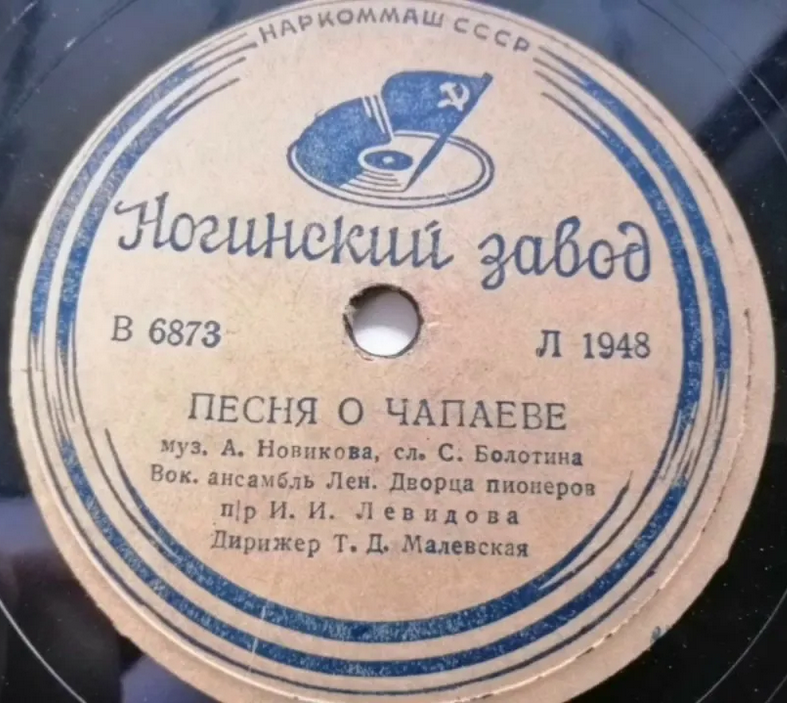 НАРКОММАШ СССР
Ногинский завод
В 6873 Л 1948
ПЕСНЯ О ЧАПАЕВЕ
муз. А. Новикова, сл. С. Болотина
Вок. ансамбль Лен. Дворца пионеров
п/р И. И. Левидова
Дирижер Т. Д. Малевская